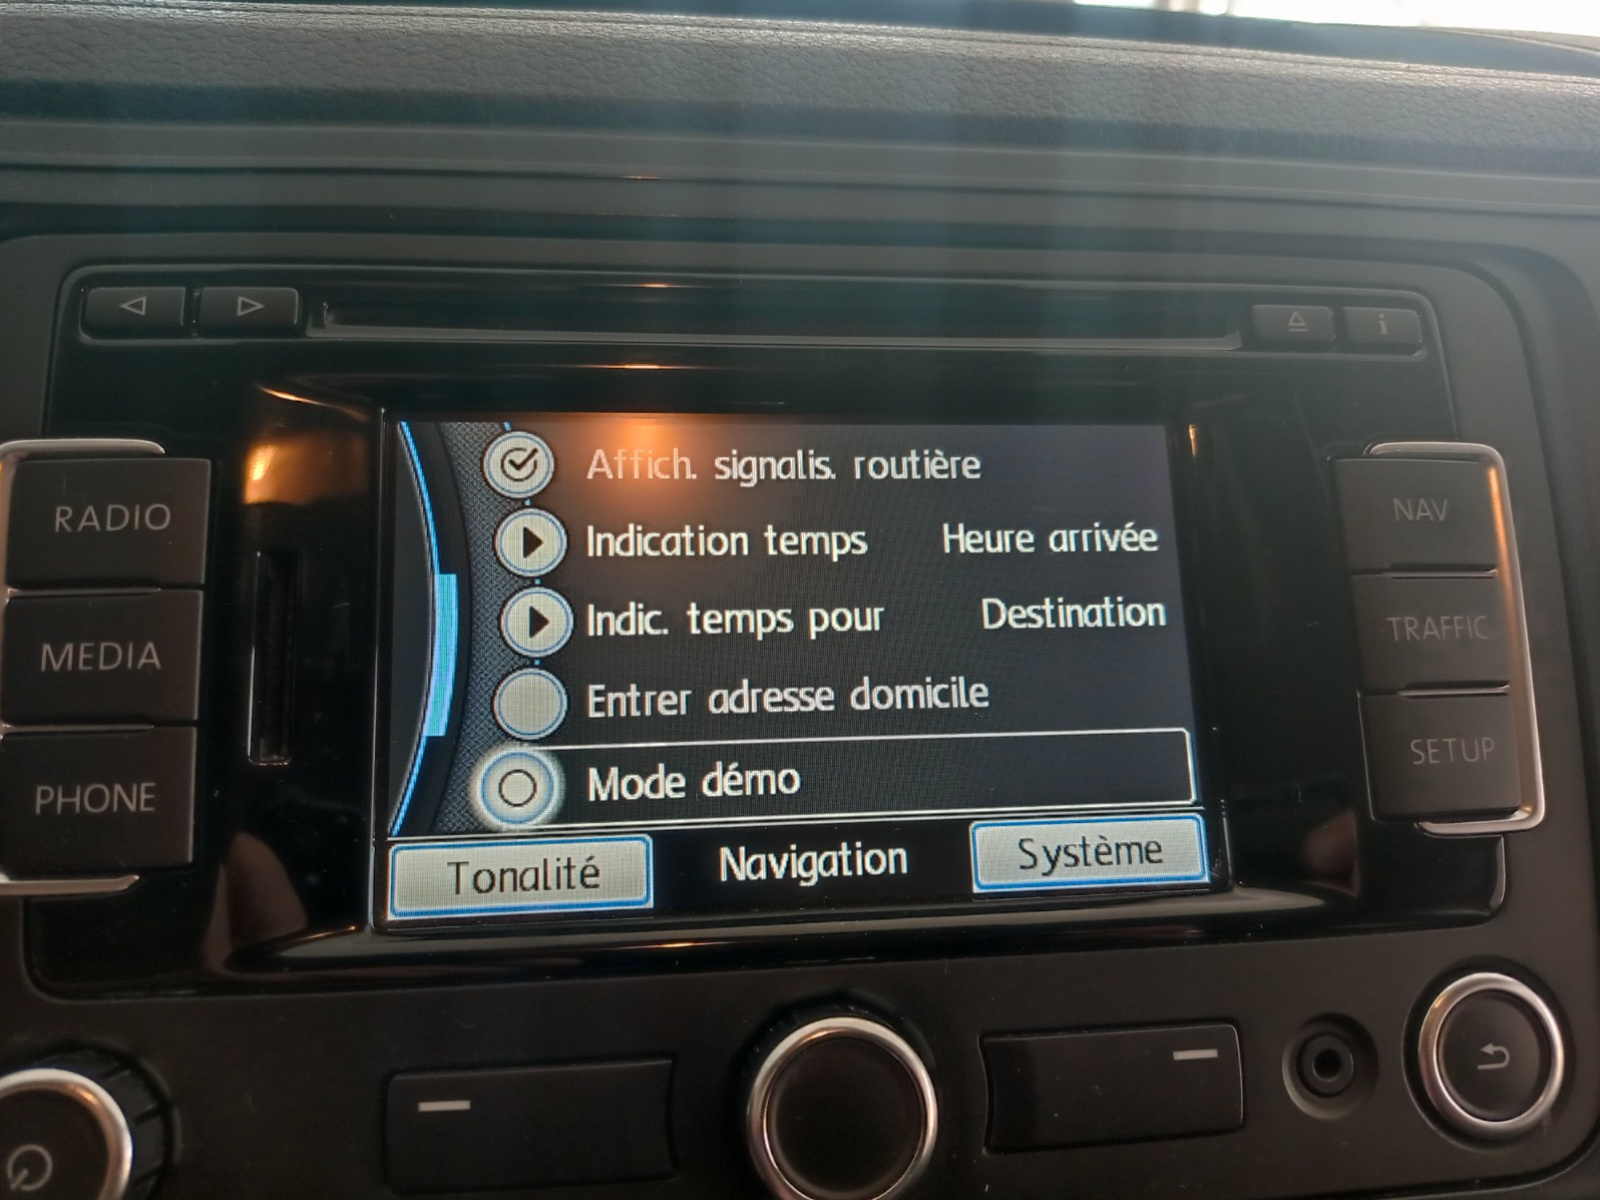 RADIO
MEDIA
PHONE
Affich. signalis. routière
Indication temps Heure arrivée
Indic. temps pour Destination
Entrer adresse domicile
Mode démo
Tonalité Navigation Système
NAV
TRAFFIC
SETUP
i